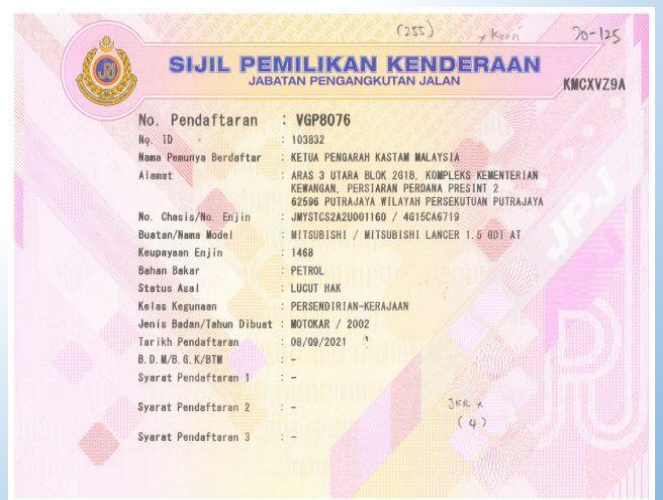 (255)
20-125
SIJIL PEMILIKAN KENDERAAN
JABATAN PENGANGKUTAN JALAN
KMCXVZ9A
No. Pendaftaran : VGP8076
No. ID : 103832
Nama Pemunya Berdaftar : KETUA PENGARAH KASTAM MALAYSIA
Alamat : ARAS 3 UTARA BLOK 2G1B, KOMPLEKS KEMENTERIAN
KEWANGAN, PERSIARAN PERDANA PRESINT 2
62596 PUTRAJAYA WILAYAH PERSEKUTUAN PUTRAJAYA
No. Chasis/No. Enjin : JMYSTCS2A2U001160 / 4G15CA6719
Buatan/Nama Model : MITSUBISHI / MITSUBISHI LANCER 1.5 GDI AT
Keupayaan Enjin : 1468
Bahan Bakar : PETROL
Status Asal : LUCUT HAK
Kelas Kegunaan : PERSENDIRIAN-KERAJAAN
Jenis Badan/Tahun Dibuat : MOTOKAR / 2002
Tarikh Pendaftaran : 08/09/2021
B.D.M/B.G.K/BTM : -
Syarat Pendaftaran 1 : -
Syarat Pendaftaran 2 : -
JKR x
(4)
Syarat Pendaftaran 3 : -
JPJ